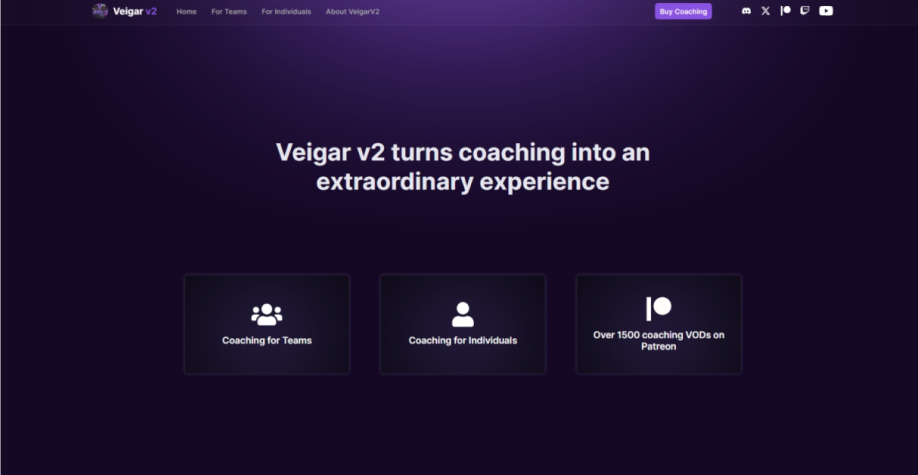 Veigar v2 Home For Teams For Individuals About VeigarV2 Buy Coaching
Veigar v2 turns coaching into an
extraordinary experience
Coaching for Teams
Coaching for Individuals
Over 1500 coaching VODs on
Patreon